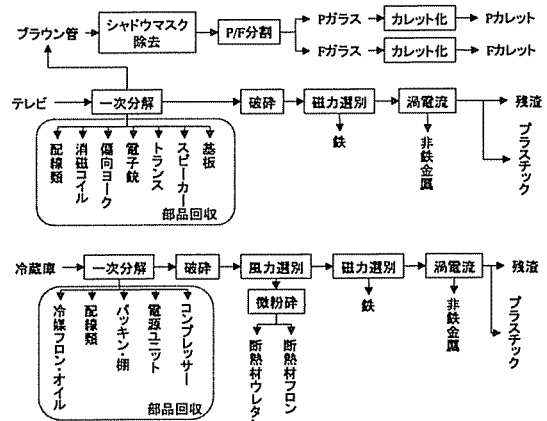 ブラウン管
シャドウマスク
除去
P/F分割
Pガラス
カレット化
Pカレット
Fガラス
カレット化
Fカレット
テレビ
一次分解
破砕
磁力選別
渦電流
残渣
鉄
非鉄金属
プラスチック
配線類
消磁コイル
偏向ヨーク
電子銃
トランス
スピーカー
基板
部品回収
冷蔵庫
一次分解
破砕
風力選別
磁力選別
渦電流
残渣
微粉砕
鉄
非鉄金属
プラスチック
冷媒フロン・オイル
配線類
パッキン・棚
電源ユニット
コンプレッサー
断熱材ウレタン
断熱材フロン
部品回収